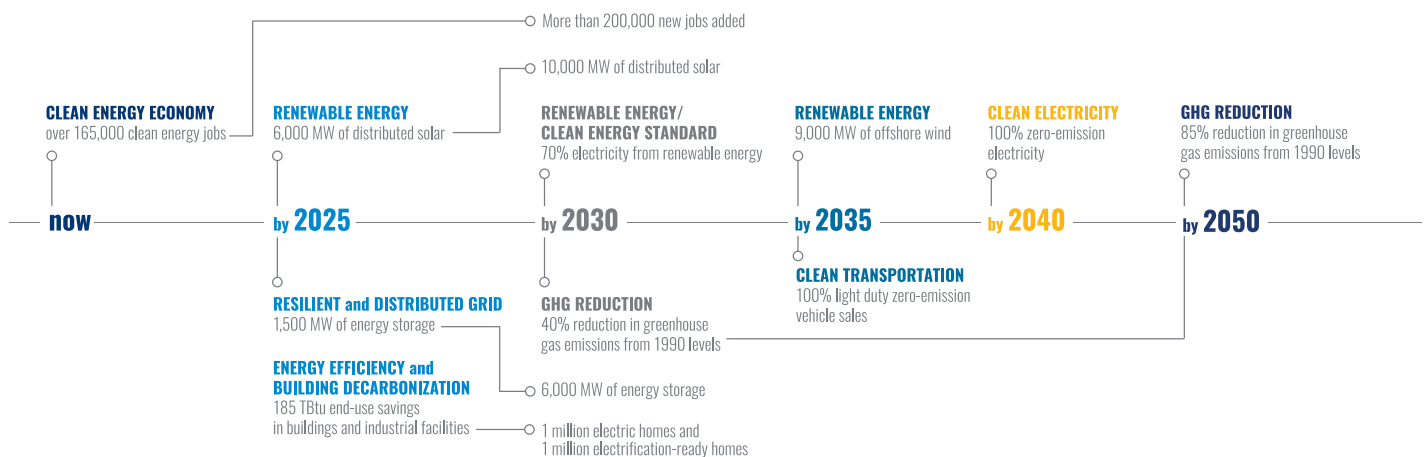 More than 200,000 new jobs added
10,000 MW of distributed solar
CLEAN ENERGY ECONOMY
over 165,000 clean energy jobs
RENEWABLE ENERGY
6,000 MW of distributed solar
RENEWABLE ENERGY/
CLEAN ENERGY STANDARD
70% electricity from renewable energy
RENEWABLE ENERGY
9,000 MW of offshore wind
CLEAN ELECTRICITY
100% zero-emission
electricity
GHG REDUCTION
85% reduction in greenhouse
gas emissions from 1990 levels
now
by 2025
by 2030
by 2035
by 2040
by 2050
RESILIENT and DISTRIBUTED GRID
1,500 MW of energy storage
ENERGY EFFICIENCY and
BUILDING DECARBONIZATION
185 TBtu end-use savings
in buildings and industrial facilities
GHG REDUCTION
40% reduction in greenhouse
gas emissions from 1990 levels
6,000 MW of energy storage
1 million electric homes and
1 million electrification-ready homes
CLEAN TRANSPORTATION
100% light duty zero-emission
vehicle sales